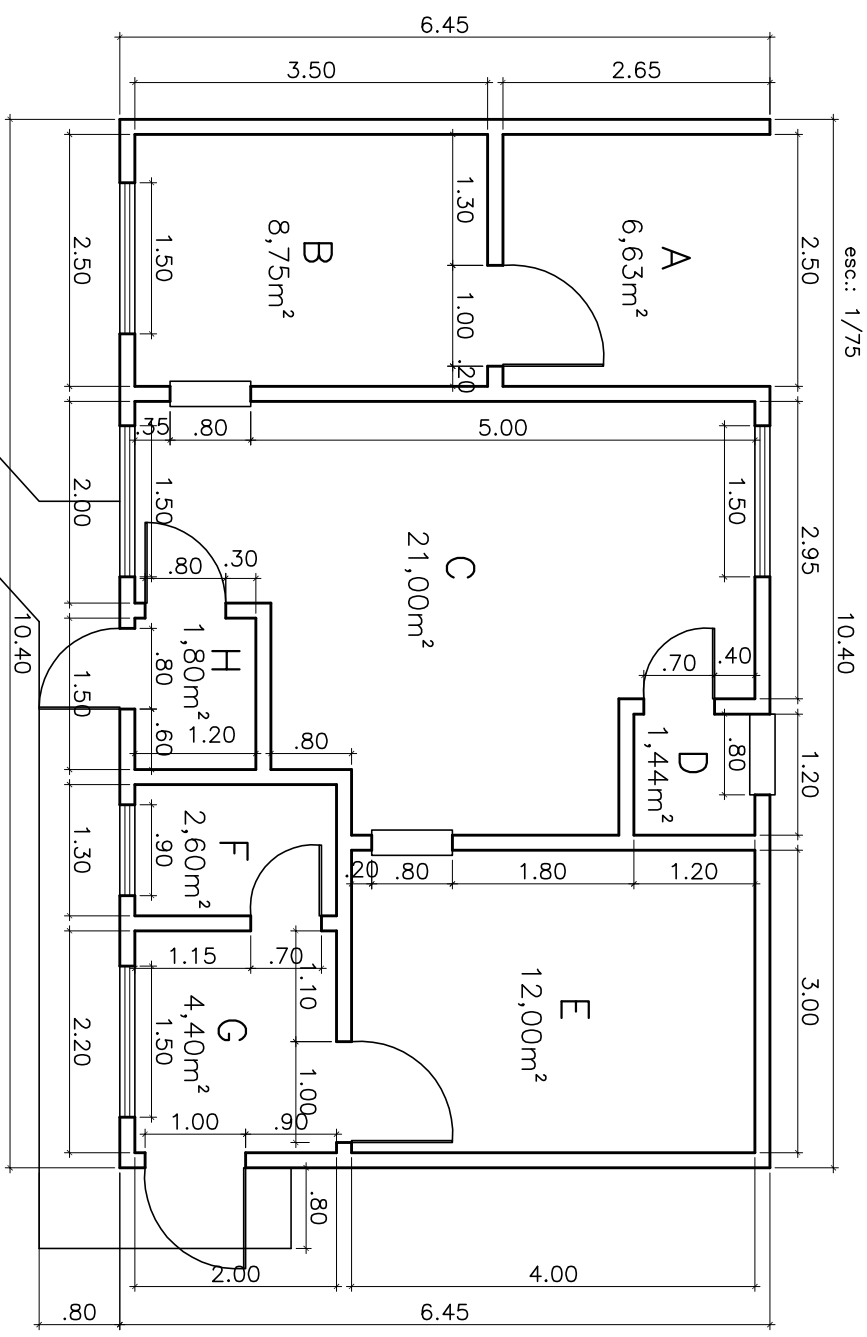 esc.: 1/75
6.45
3.50
2.65
10.40
2.50
A
6,63m²
1.30
1.00
.20
B
8,75m²
1.50
2.50
.35
.80
5.00
1.50
2.95
C
21,00m²
1.50
2.00
.80
.30
.70
.40
H
1,80m²
.80
.60
1.20
1.50
10.40
.80
D
1,44m²
.80
1.20
F
2,60m²
.90
1.30
.20
.80
1.80
1.20
1.15
.70
1.10
E
12,00m²
3.00
G
4,40m²
1.50
2.20
1.00
1.00
.90
.80
2.00
4.00
.80
6.45